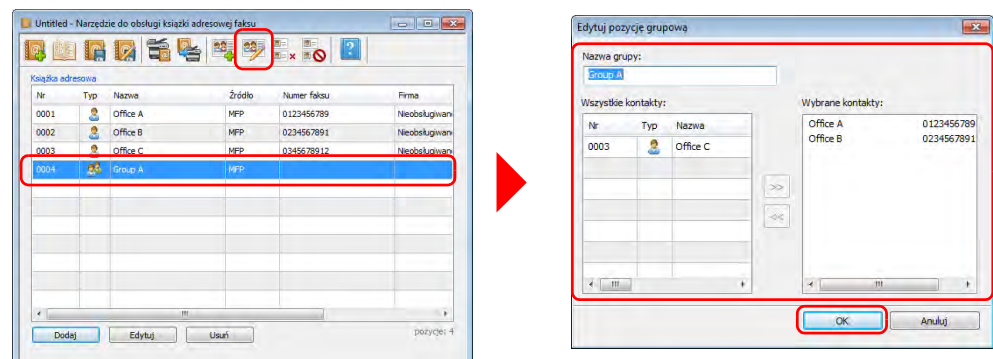 Untitled - Narzędzie do obsługi książki adresowej faksu
Książka adresowa
Nr Typ Nazwa Źródło Numer faksu Firma
0001 Office A MFP 0123456789 Nieobsługiwan
0002 Office B MFP 0234567891 Nieobsługiwan
0003 Office C MFP 0345678912 Nieobsługiwan
0004 Group A MFP
Dodaj Edytuj Usuń pozycje: 4
Edytuj pozycję grupową
Nazwa grupy:
Group A
Wszystkie kontakty: Wybrane kontakty:
Nr Typ Nazwa
0003 Office C
Office A 0123456789
Office B 0234567891
>>
<<
OK Anuluj